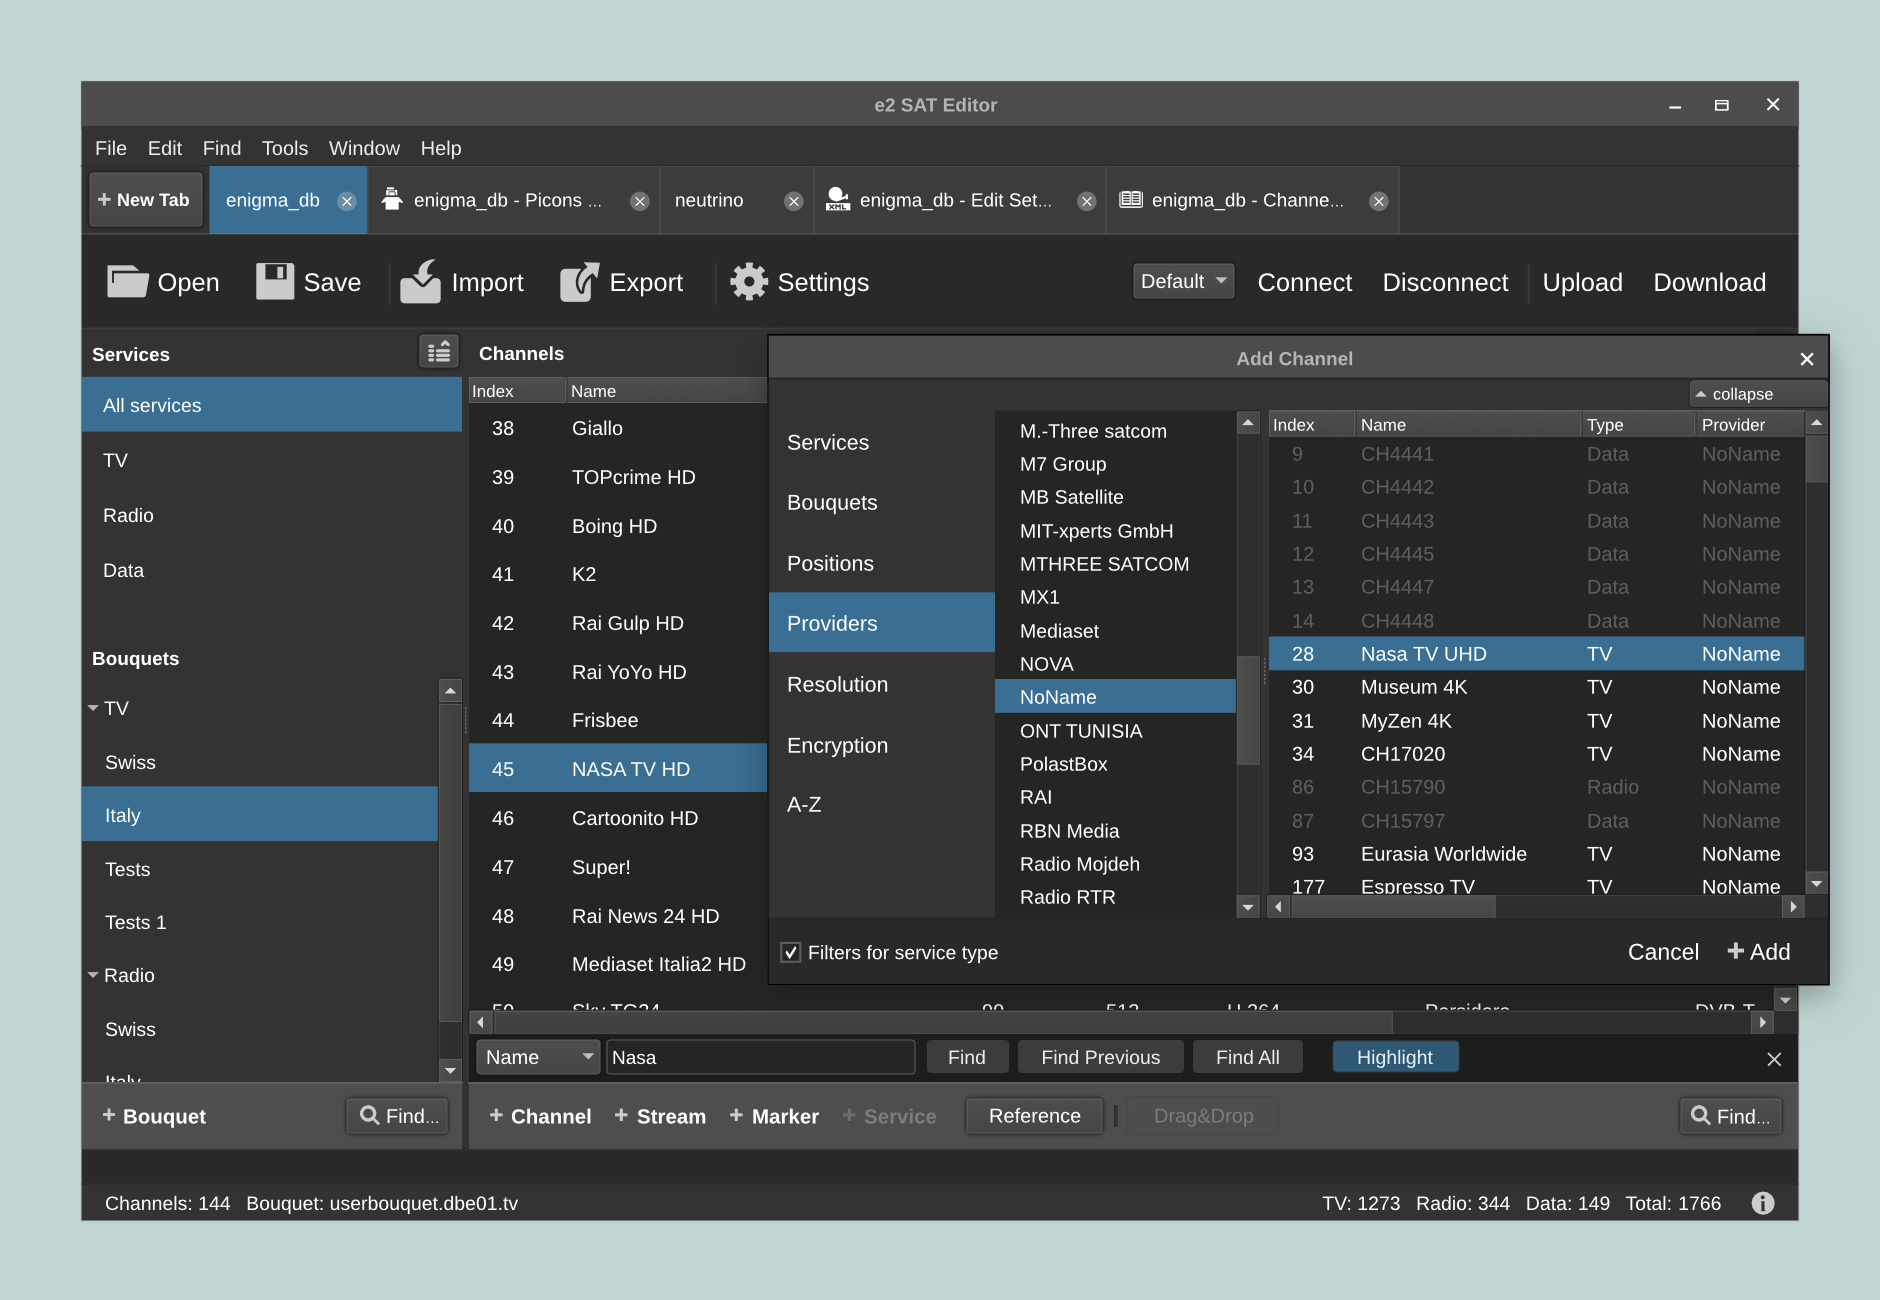 e2 SAT Editor
File Edit Find Tools Window Help
+ New Tab enigma_db enigma_db - Picons ... neutrino XML enigma_db - Edit Set... enigma_db - Channe...
Open Save Import Export Settings Default Connect Disconnect Upload Download
Services
All services
TV
Radio
Data
Bouquets
TV
Swiss
Italy
Tests
Tests 1
Radio
Swiss
Italy
+ Bouquet Find...
Channels
Index Name
38 Giallo
39 TOPcrime HD
40 Boing HD
41 K2
42 Rai Gulp HD
43 Rai YoYo HD
44 Frisbee
45 NASA TV HD
46 Cartoonito HD
47 Super!
48 Rai News 24 HD
49 Mediaset Italia2 HD
50 Sky TG24 90 512 H.264 Persidera DVB-T
Add Channel
collapse
Services
Bouquets
Positions
Providers
Resolution
Encryption
A-Z
M.-Three satcom
M7 Group
MB Satellite
MIT-xperts GmbH
MTHREE SATCOM
MX1
Mediaset
NOVA
NoName
ONT TUNISIA
PolastBox
RAI
RBN Media
Radio Mojdeh
Radio RTR
Index Name Type Provider
9 CH4441 Data NoName
10 CH4442 Data NoName
11 CH4443 Data NoName
12 CH4445 Data NoName
13 CH4447 Data NoName
14 CH4448 Data NoName
28 Nasa TV UHD TV NoName
30 Museum 4K TV NoName
31 MyZen 4K TV NoName
34 CH17020 TV NoName
86 CH15790 Radio NoName
87 CH15797 Data NoName
93 Eurasia Worldwide TV NoName
177 Espresso TV TV NoName
Filters for service type
Cancel + Add
Name Nasa Find Find Previous Find All Highlight
+ Channel + Stream + Marker + Service Reference Drag&Drop Find...
Channels: 144 Bouquet: userbouquet.dbe01.tv TV: 1273 Radio: 344 Data: 149 Total: 1766